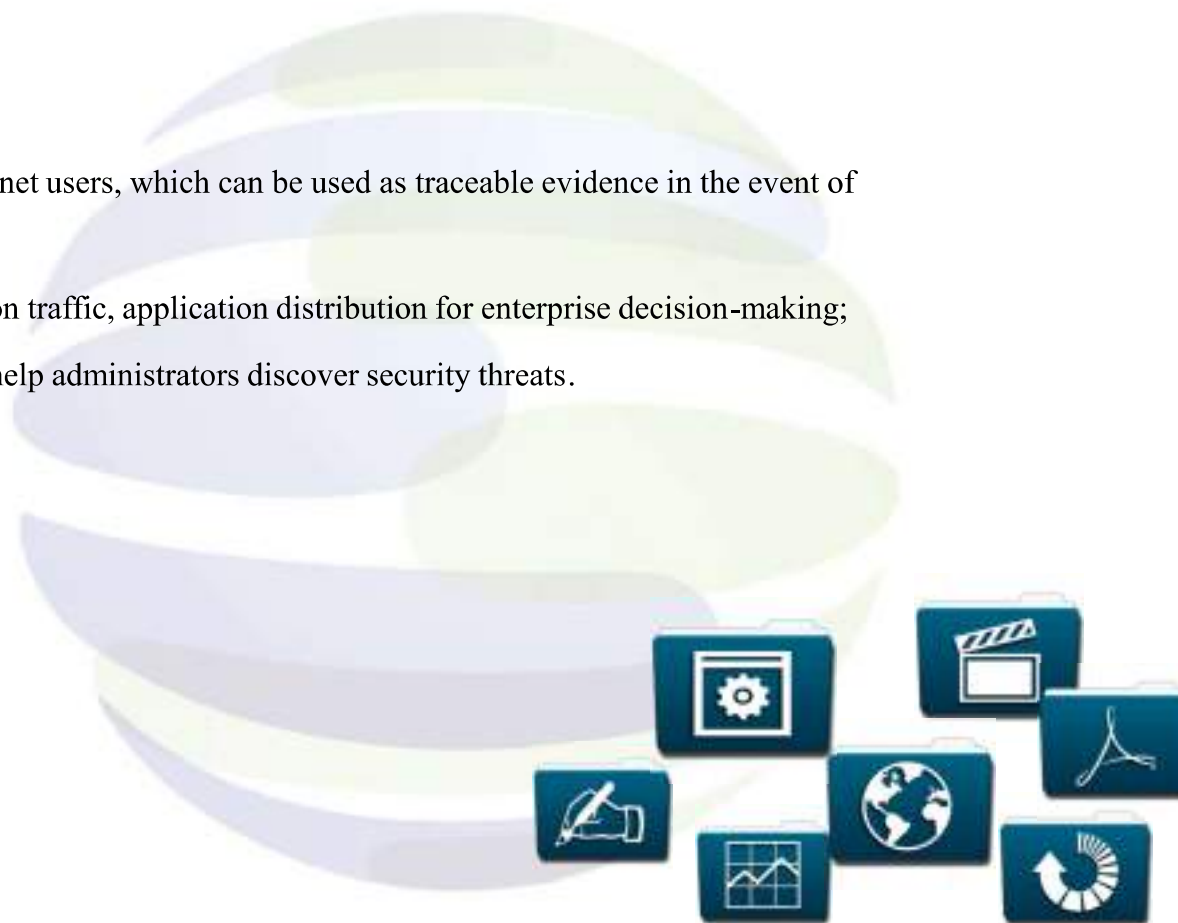 net users, which can be used as traceable evidence in the event of
on traffic, application distribution for enterprise decision-making;
help administrators discover security threats.